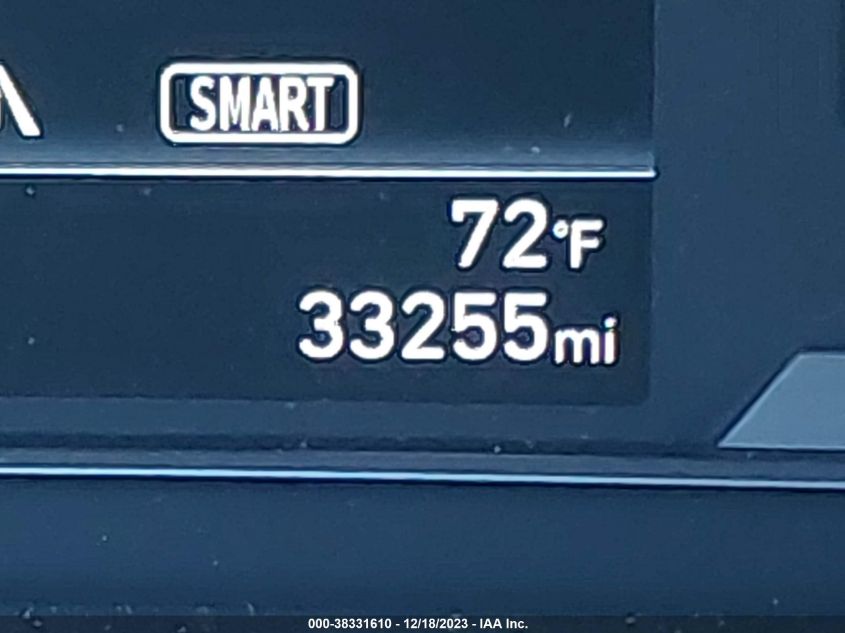 SMART
72°F
33255mi
000-38331610 - 12/18/2023 - IAA Inc.